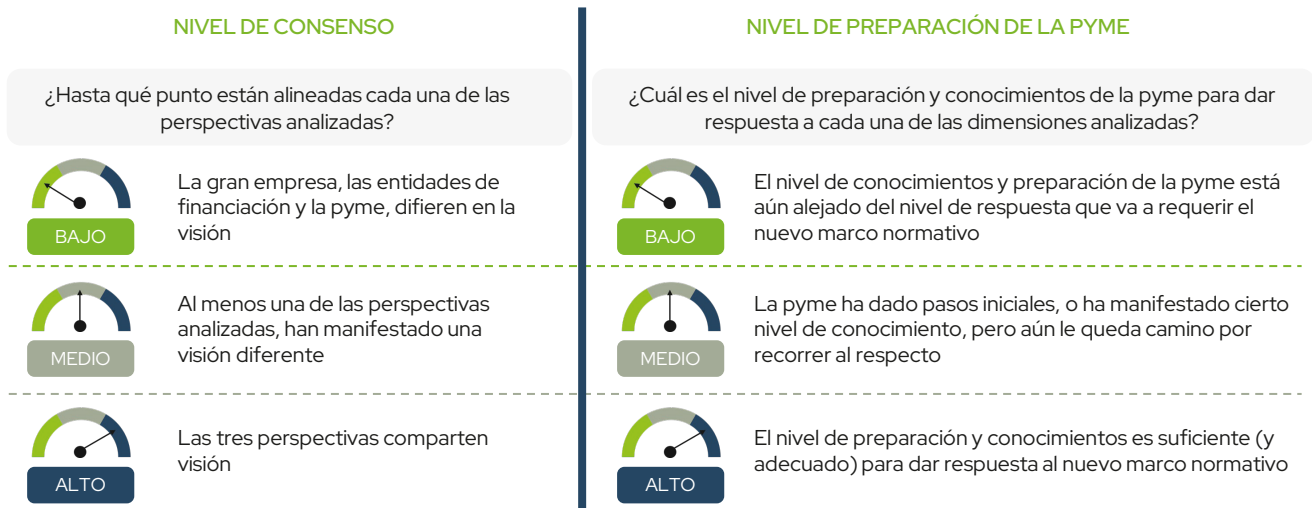 NIVEL DE CONSENSO
¿Hasta qué punto están alineadas cada una de las
perspectivas analizadas?
BAJO
La gran empresa, las entidades de
financiación y la pyme, difieren en la
visión
MEDIO
Al menos una de las perspectivas
analizadas, han manifestado una
visión diferente
ALTO
Las tres perspectivas comparten
visión
NIVEL DE PREPARACIÓN DE LA PYME
¿Cuál es el nivel de preparación y conocimientos de la pyme para dar
respuesta a cada una de las dimensiones analizadas?
BAJO
El nivel de conocimientos y preparación de la pyme está
aún alejado del nivel de respuesta que va a requerir el
nuevo marco normativo
MEDIO
La pyme ha dado pasos iniciales, o ha manifestado cierto
nivel de conocimiento, pero aún le queda camino por
recorrer al respecto
ALTO
El nivel de preparación y conocimientos es suficiente (y
adecuado) para dar respuesta al nuevo marco normativo